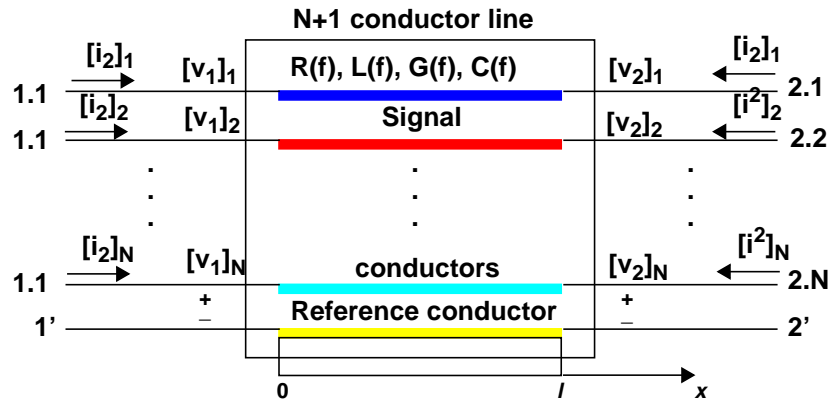 N+1 conductor line
[i₂]₁ [v₁]₁ R(f), L(f), G(f), C(f) [v₂]₁ [i₂]₁
1.1 2.1
[i₂]₂ [v₁]₂ Signal [v₂]₂ [i²]₂
1.1 2.2
. . .
. . .
. . .
[i₂]N [v₁]N conductors [v₂]N [i²]N
1.1 2.N
+ +
1' _ Reference conductor _ 2'
0 l x